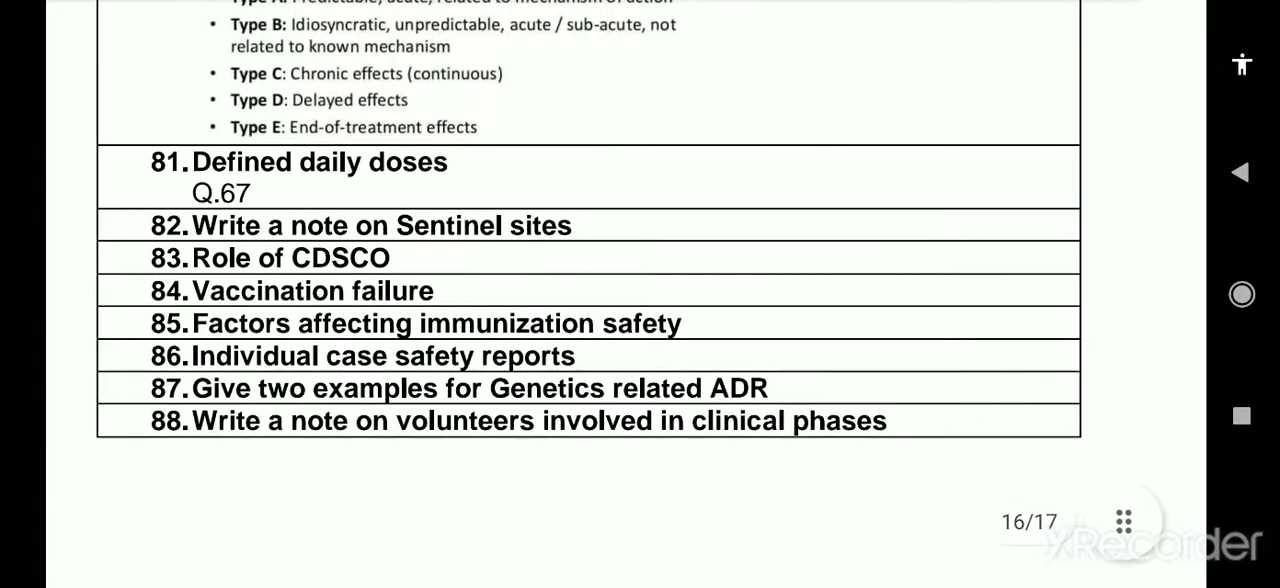 • Type B: Idiosyncratic, unpredictable, acute / sub-acute, not
related to known mechanism
• Type C: Chronic effects (continuous)
• Type D: Delayed effects
• Type E: End-of-treatment effects
81. Defined daily doses
Q.67
82. Write a note on Sentinel sites
83. Role of CDSCO
84. Vaccination failure
85. Factors affecting immunization safety
86. Individual case safety reports
87. Give two examples for Genetics related ADR
88. Write a note on volunteers involved in clinical phases
16/17
XRecorder